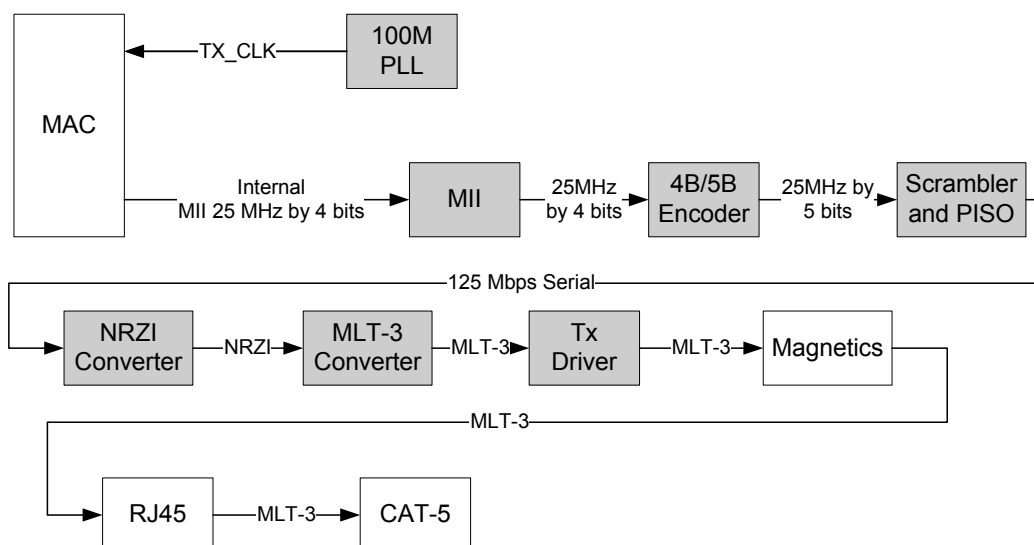 100M
PLL
TX_CLK
MAC
Internal
MII 25 MHz by 4 bits
MII
25MHz
by 4 bits
4B/5B
Encoder
25MHz by
5 bits
Scrambler
and PISO
125 Mbps Serial
NRZI
Converter
NRZI
MLT-3
Converter
MLT-3
Tx
Driver
MLT-3
Magnetics
MLT-3
RJ45
MLT-3
CAT-5